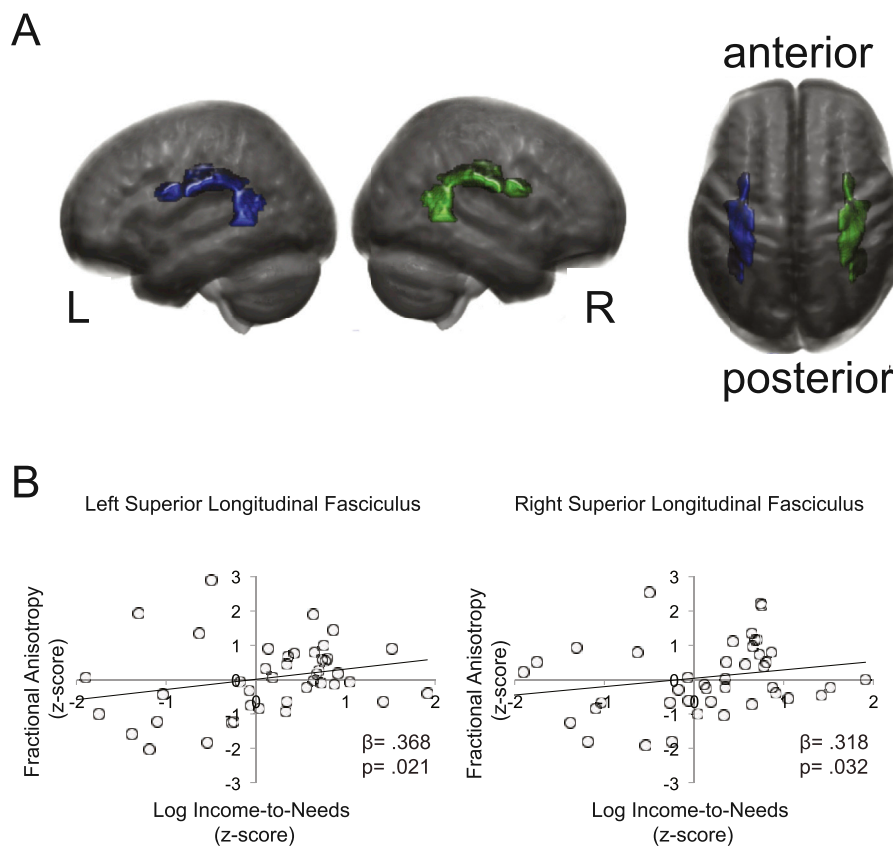 A
anterior
L
R
posterior
B
Left Superior Longitudinal Fasciculus
Fractional Anisotropy
(z-score)
3
2
1
0
-1
-2
-3
-2
-1
0
1
2
β= .368
p= .021
Log Income-to-Needs
(z-score)
Right Superior Longitudinal Fasciculus
Fractional Anisotropy
(z-score)
3
2
1
0
-1
-2
-3
-2
-1
0
1
2
β= .318
p= .032
Log Income-to-Needs
(z-score)